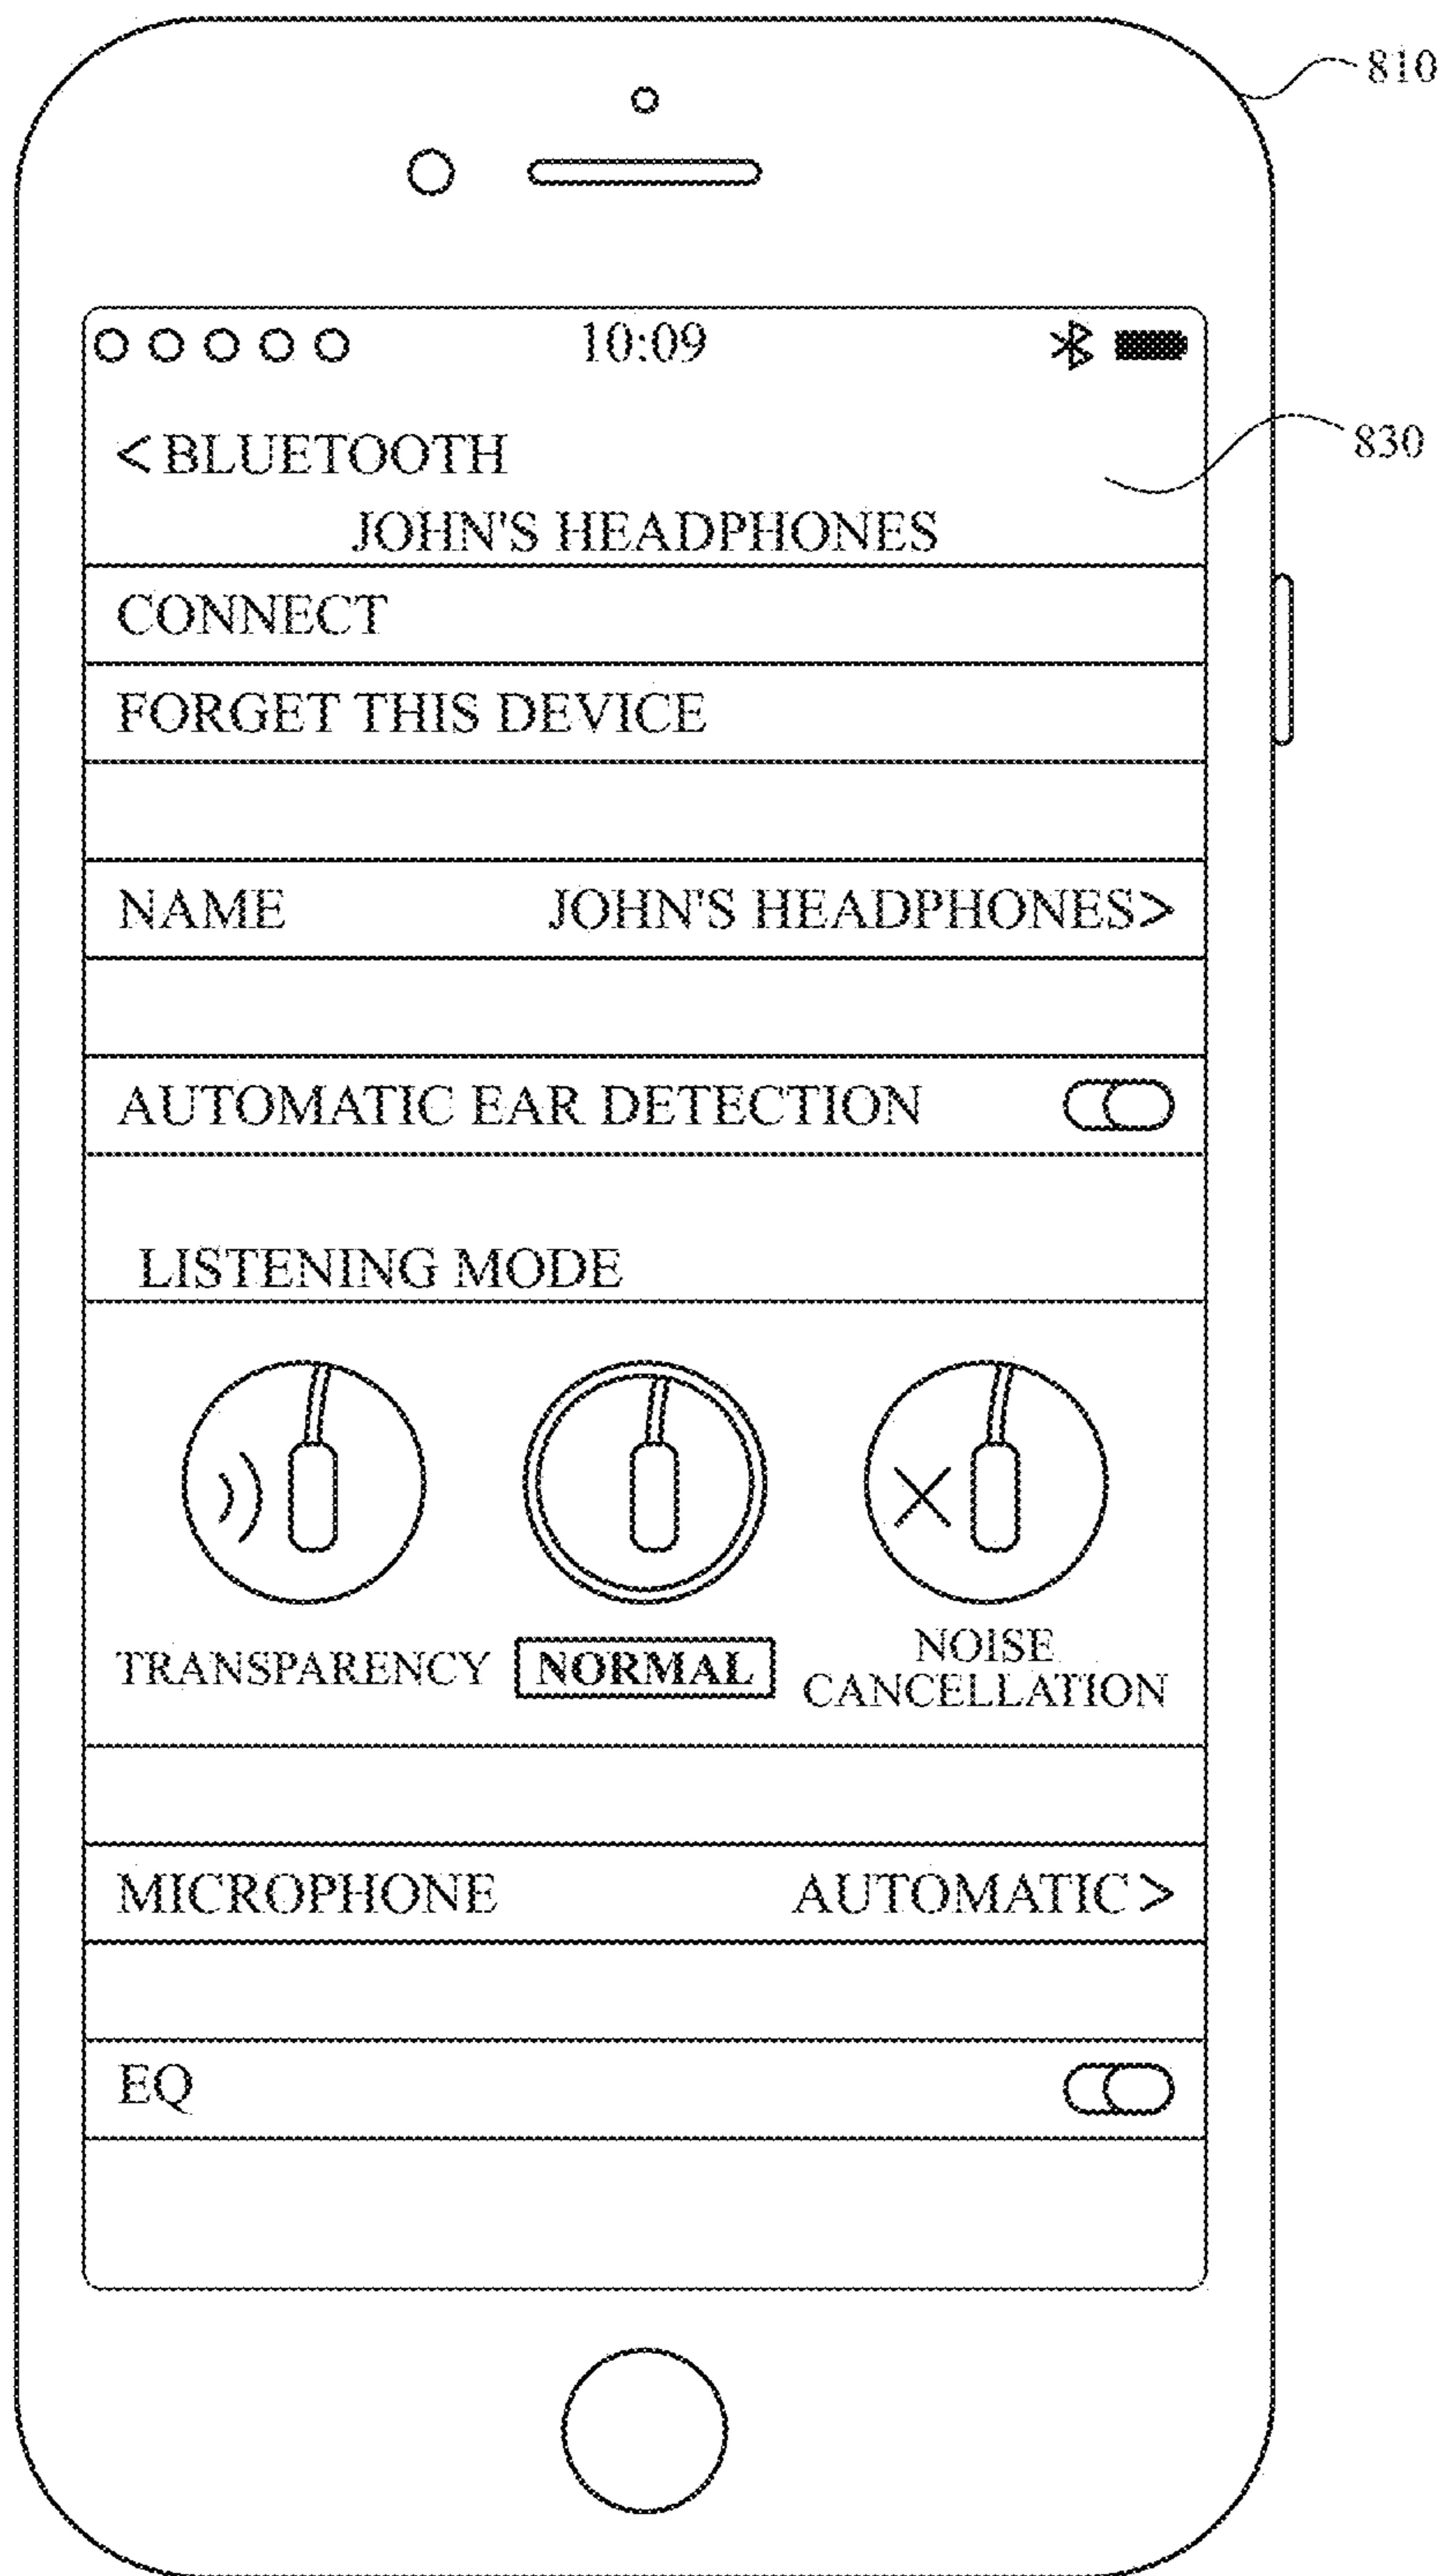 810
10:09
< BLUETOOTH
830
JOHN'S HEADPHONES
CONNECT
FORGET THIS DEVICE
NAME JOHN'S HEADPHONES>
AUTOMATIC EAR DETECTION
LISTENING MODE
TRANSPARENCY NORMAL NOISE CANCELLATION
MICROPHONE AUTOMATIC >
EQ